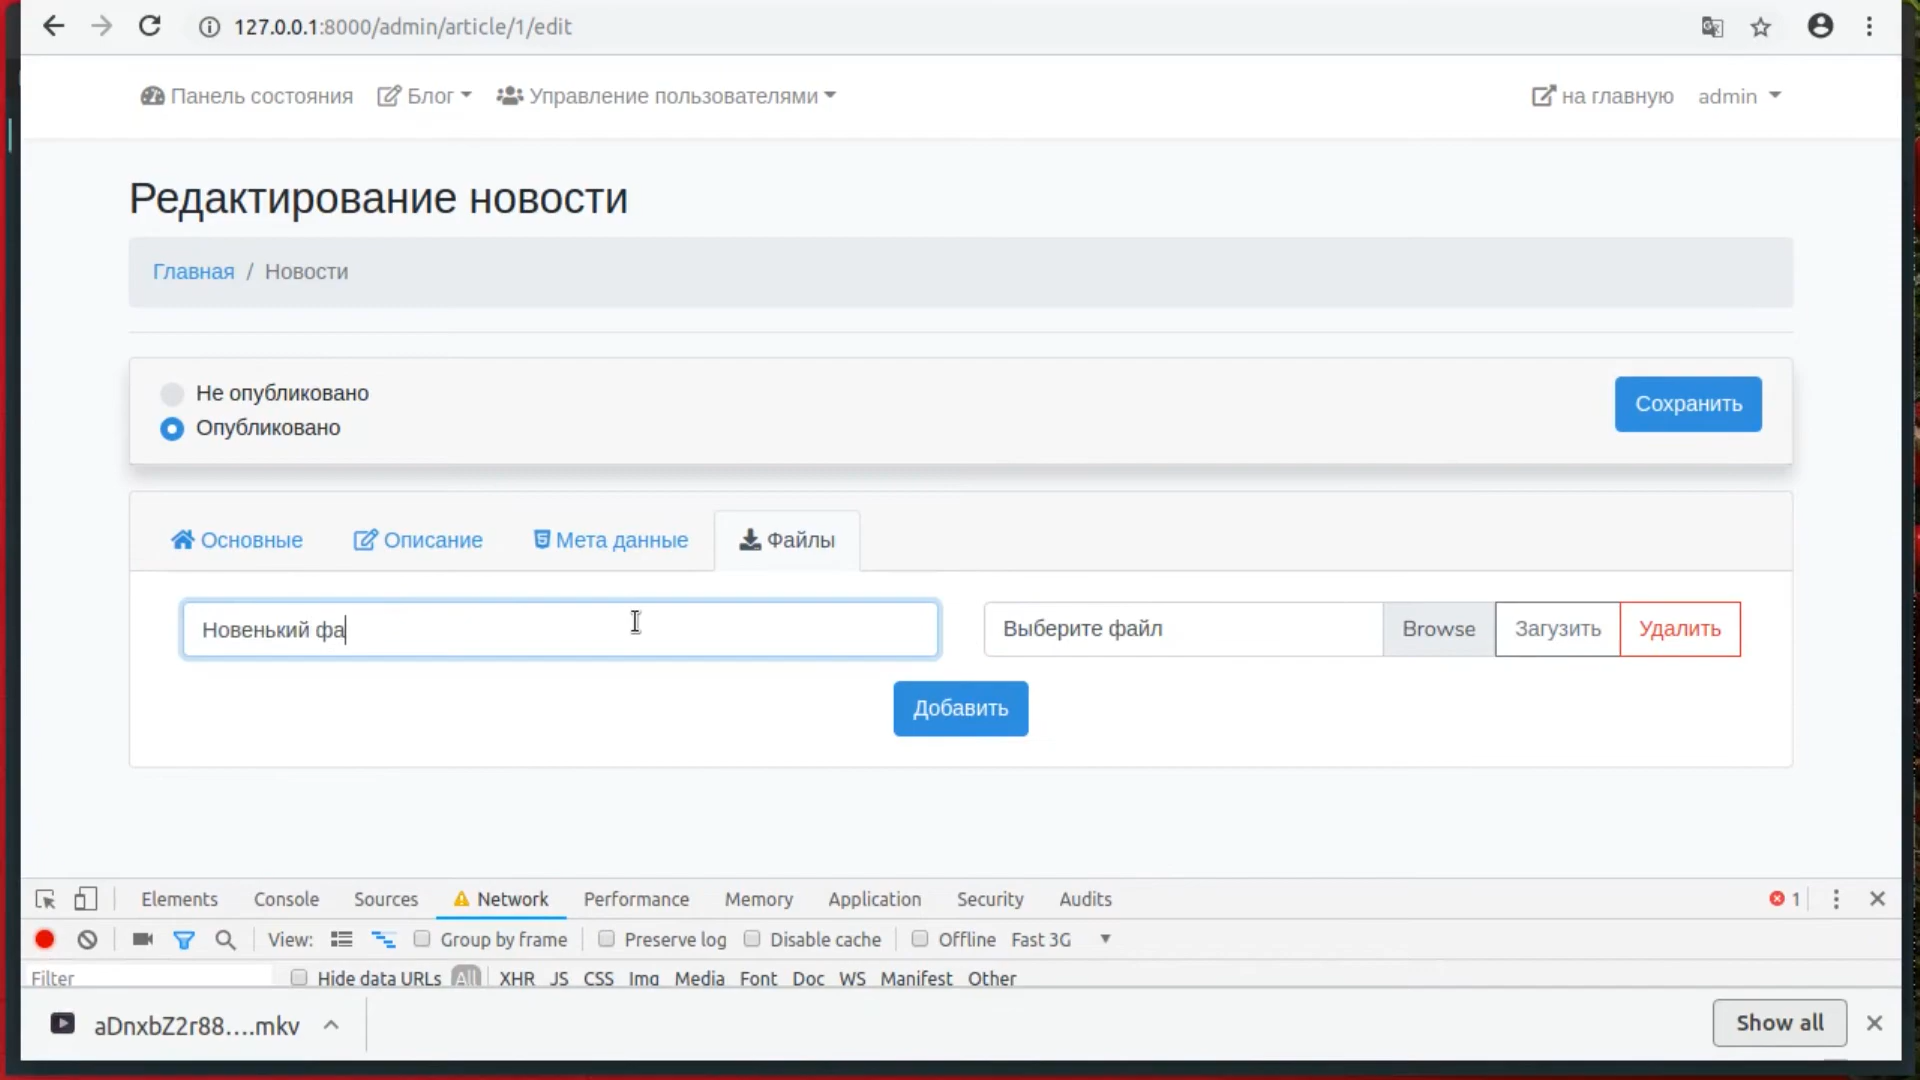 127.0.0.1:8000/admin/article/1/edit
Панель состояния Блог Управление пользователями на главную admin
Редактирование новости
Главная / Новости
Не опубликовано
Опубликовано
Сохранить
Основные Описание Мета данные Файлы
Новенький фа Выберите файл Browse Загузить Удалить
Добавить
Elements Console Sources Network Performance Memory Application Security Audits 1
View: Group by frame Preserve log Disable cache Offline Fast 3G
Filter Hide data URLs All XHR JS CSS Img Media Font Doc WS Manifest Other
aDnxbZ2r88....mkv Show all